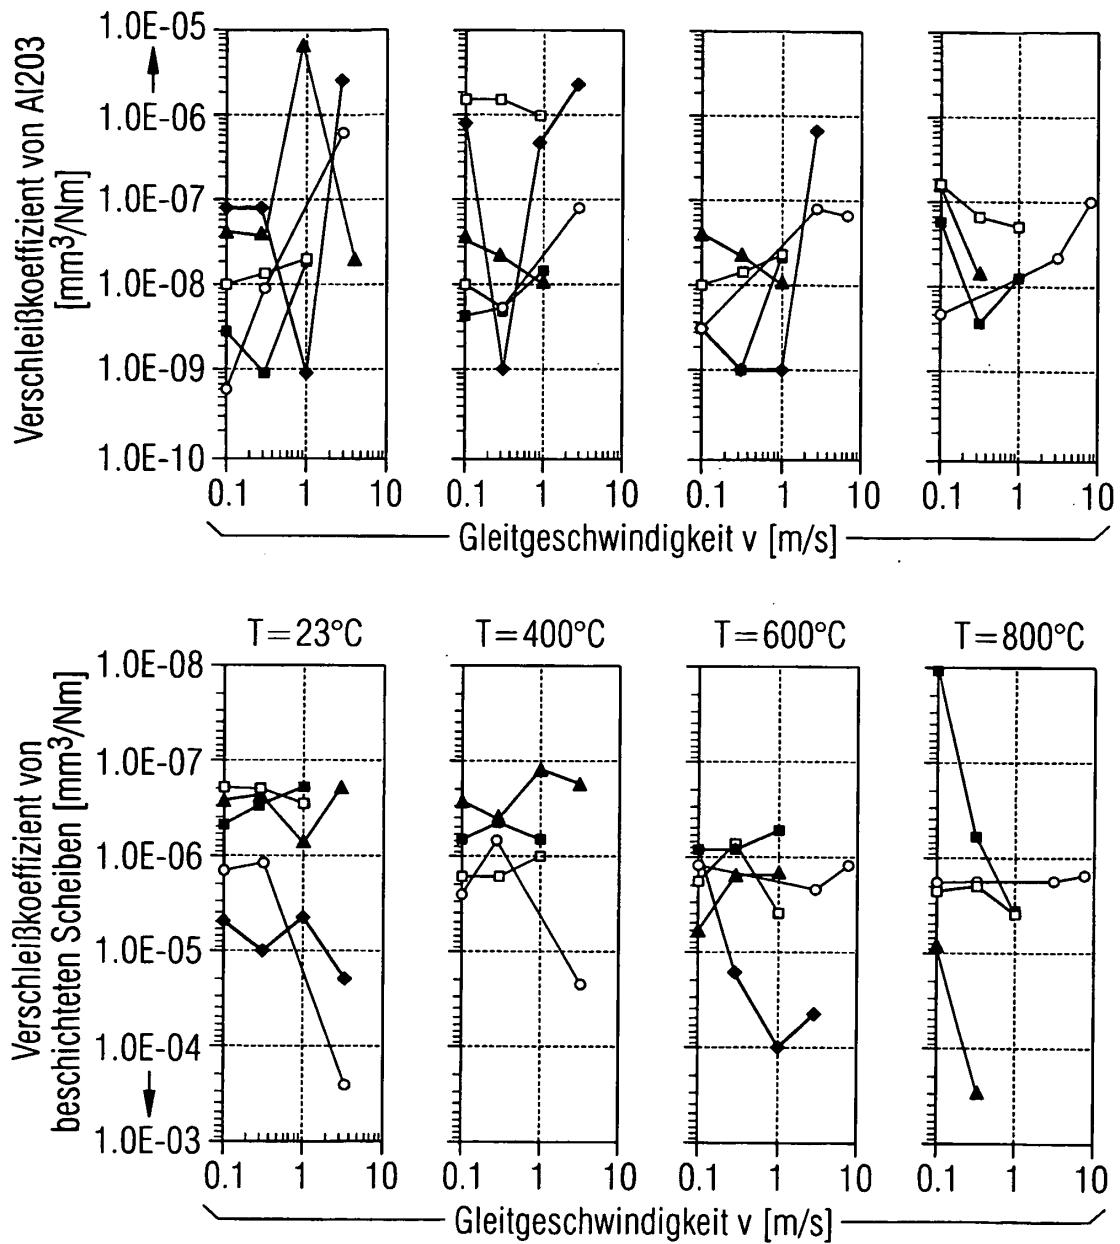 Verschleißkoeffizient von Al203
[mm³/Nm]
1.0E-05
1.0E-06
1.0E-07
1.0E-08
1.0E-09
1.0E-10
0.1 1 10
0.1 1 10
0.1 1 10
0.1 1 10
Gleitgeschwindigkeit v [m/s]
T=23°C
T=400°C
T=600°C
T=800°C
Verschleißkoeffizient von
beschichteten Scheiben [mm³/Nm]
1.0E-08
1.0E-07
1.0E-06
1.0E-05
1.0E-04
1.0E-03
0.1 1 10
0.1 1 10
0.1 1 10
0.1 1 10
Gleitgeschwindigkeit v [m/s]